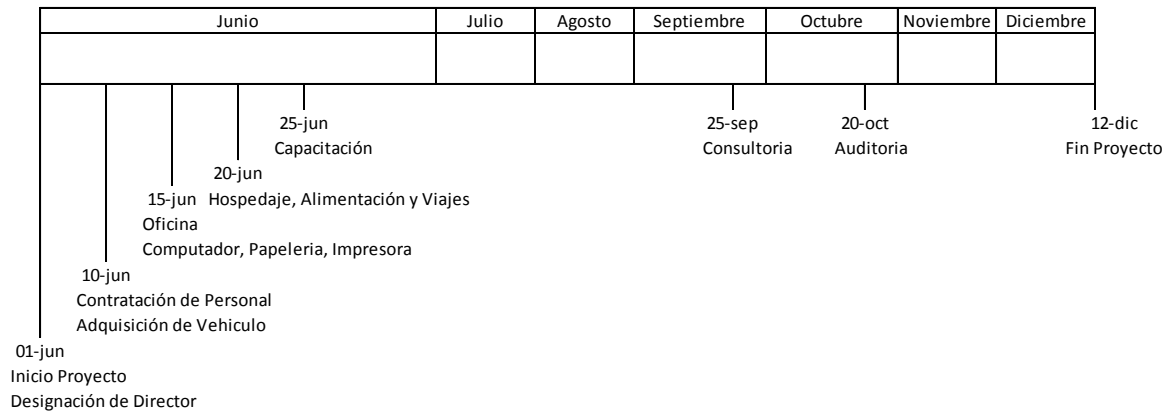 Junio Julio Agosto Septiembre Octubre Noviembre Diciembre
25-jun
Capacitación
25-sep
Consultoria
20-oct
Auditoria
12-dic
Fin Proyecto
20-jun
Hospedaje, Alimentación y Viajes
15-jun
Oficina
Computador, Papeleria, Impresora
10-jun
Contratación de Personal
Adquisición de Vehiculo
01-jun
Inicio Proyecto
Designación de Director